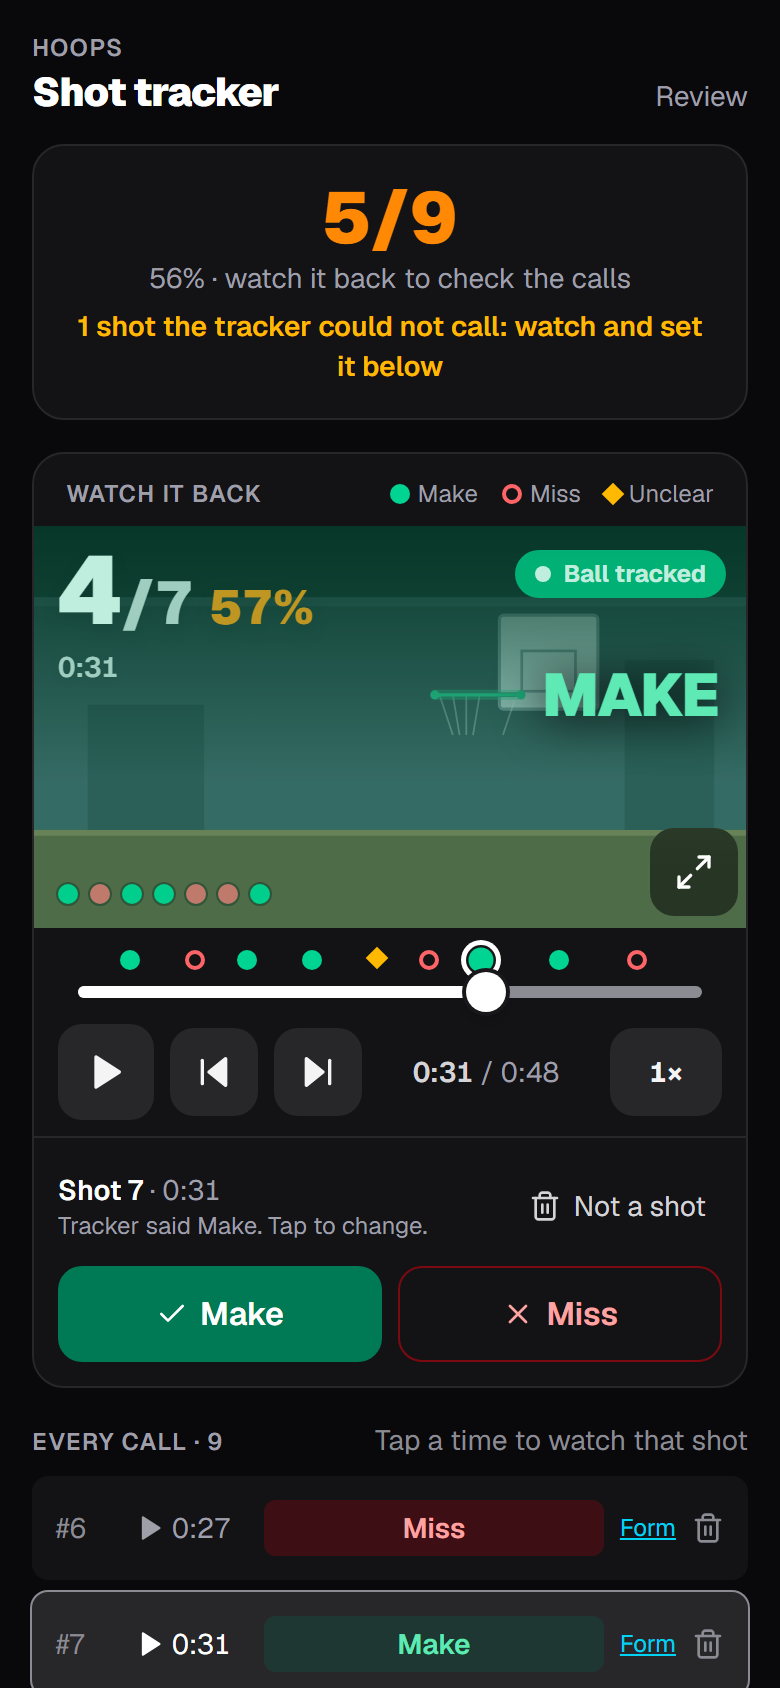 HOOPS
Shot tracker
Review
5/9
56% · watch it back to check the calls
1 shot the tracker could not call: watch and set
it below
WATCH IT BACK
Make
Miss
Unclear
4/7 57%
Ball tracked
0:31
MAKE
0:31 / 0:48
1×
Shot 7 · 0:31
Tracker said Make. Tap to change.
Not a shot
Make
Miss
EVERY CALL · 9
Tap a time to watch that shot
#6 0:27 Miss Form
#7 0:31 Make Form